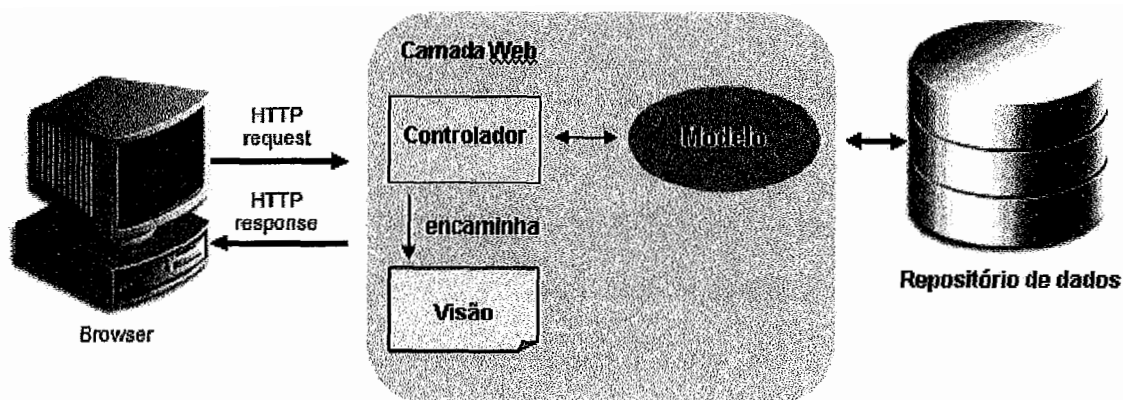 Camada Web
HTTP
request
Controlador
Modelo
HTTP
response
encaminha
Visão
Repositório de dados
Browser